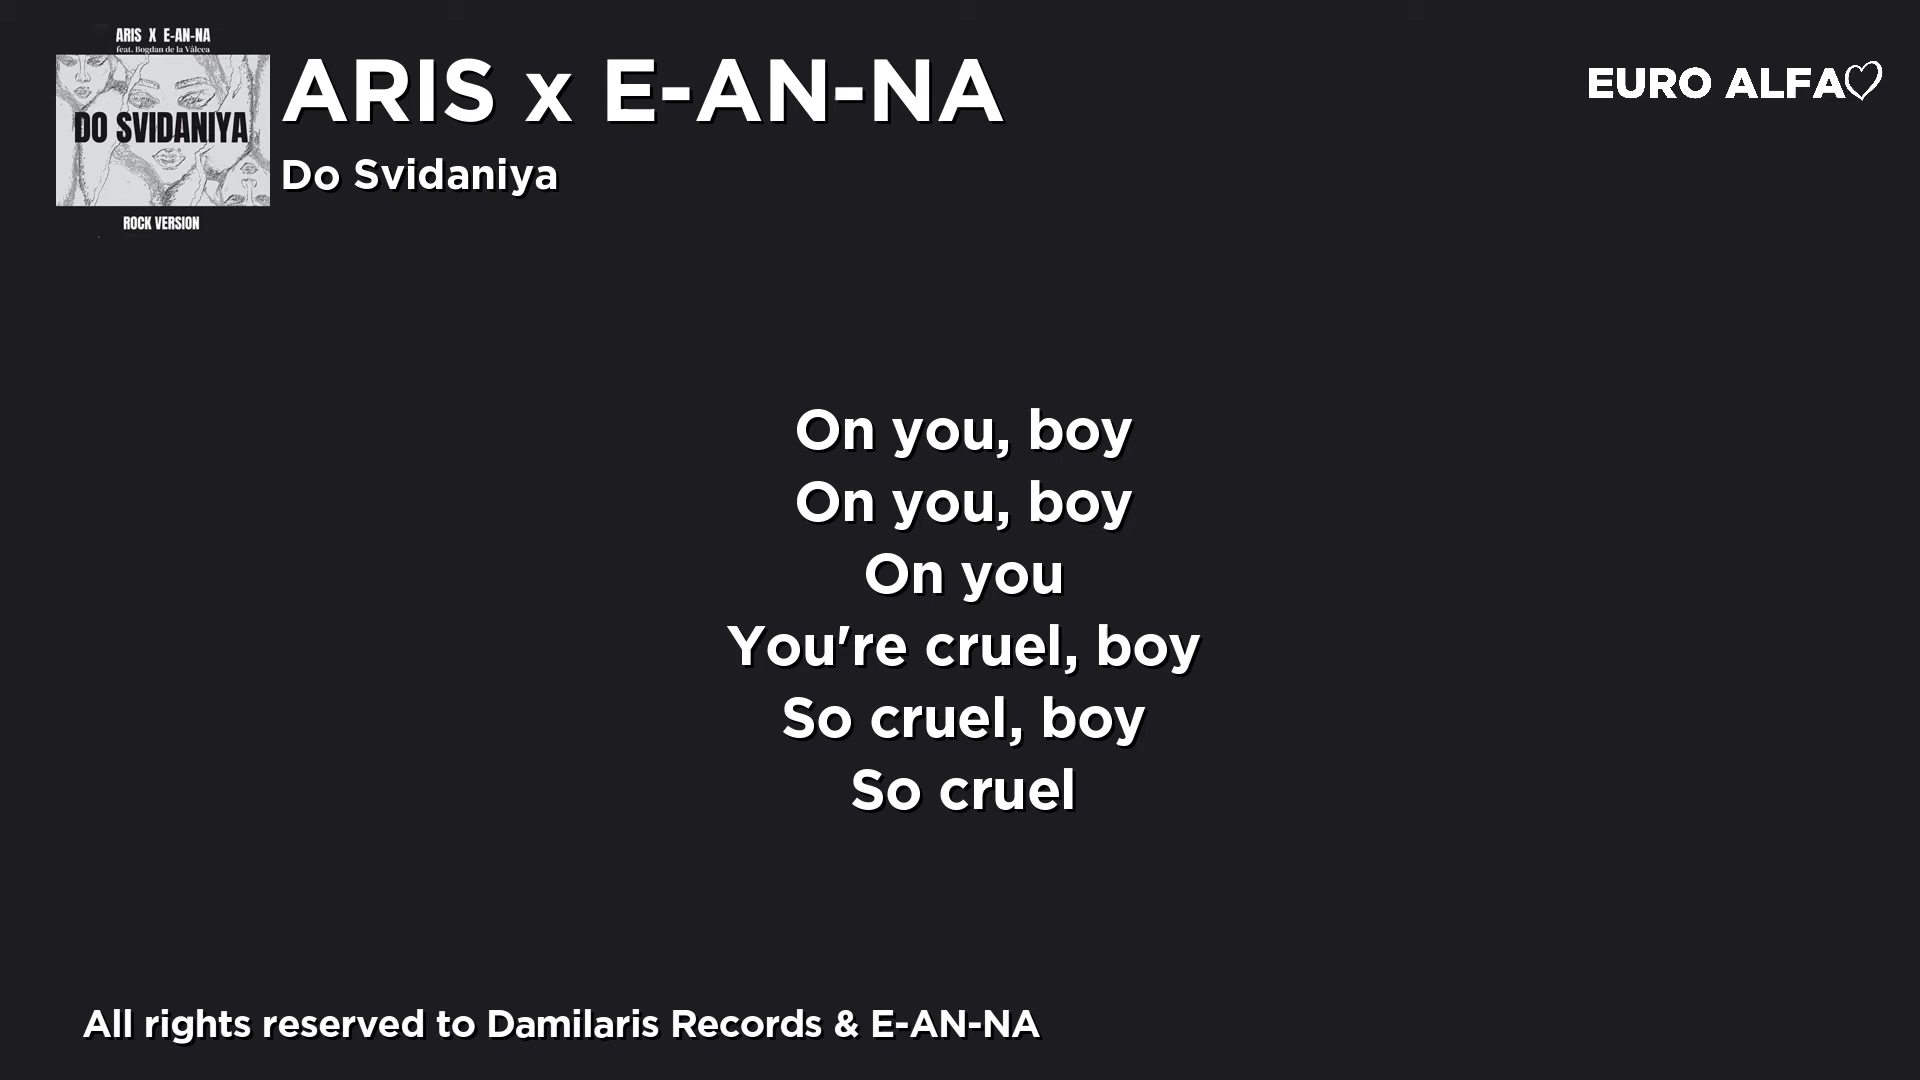 ARIS X E-AN-NA
feat. Bogdan de la Vâlcea
DO SVIDANIYA
ROCK VERSION
ARIS x E-AN-NA
Do Svidaniya
EURO ALFA
On you, boy
On you, boy
On you
You're cruel, boy
So cruel, boy
So cruel
All rights reserved to Damilaris Records & E-AN-NA